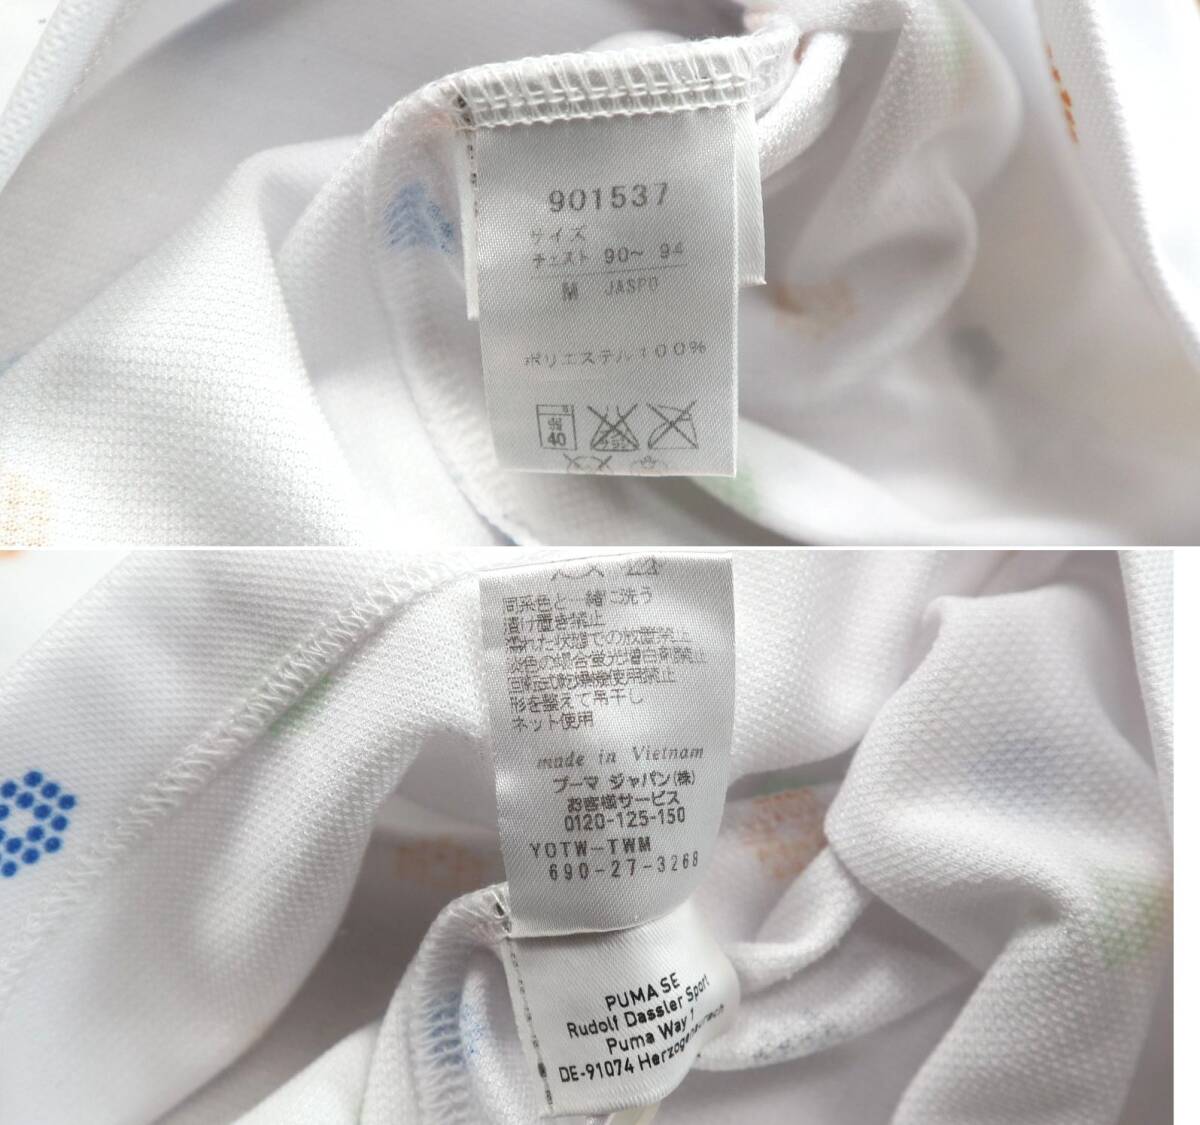 901537
サイズ
チェスト 90~ 94
M JASPO
ポリエステル100%
40
同系色と一緒に洗う
漬け置き禁止
濡れた状態での放置禁止
淡色の場合蛍光増白剤禁止
回転式乾燥機使用禁止
形を整えて吊干し
ネット使用
made in Vietnam
プーマ ジャパン(株)
お客様サービス
0120-125-150
YOTW-TWM
690-27-3268
PUMA SE
Rudolf Dassler Sport
Puma Way 1
DE-91074 Herzogenaurach